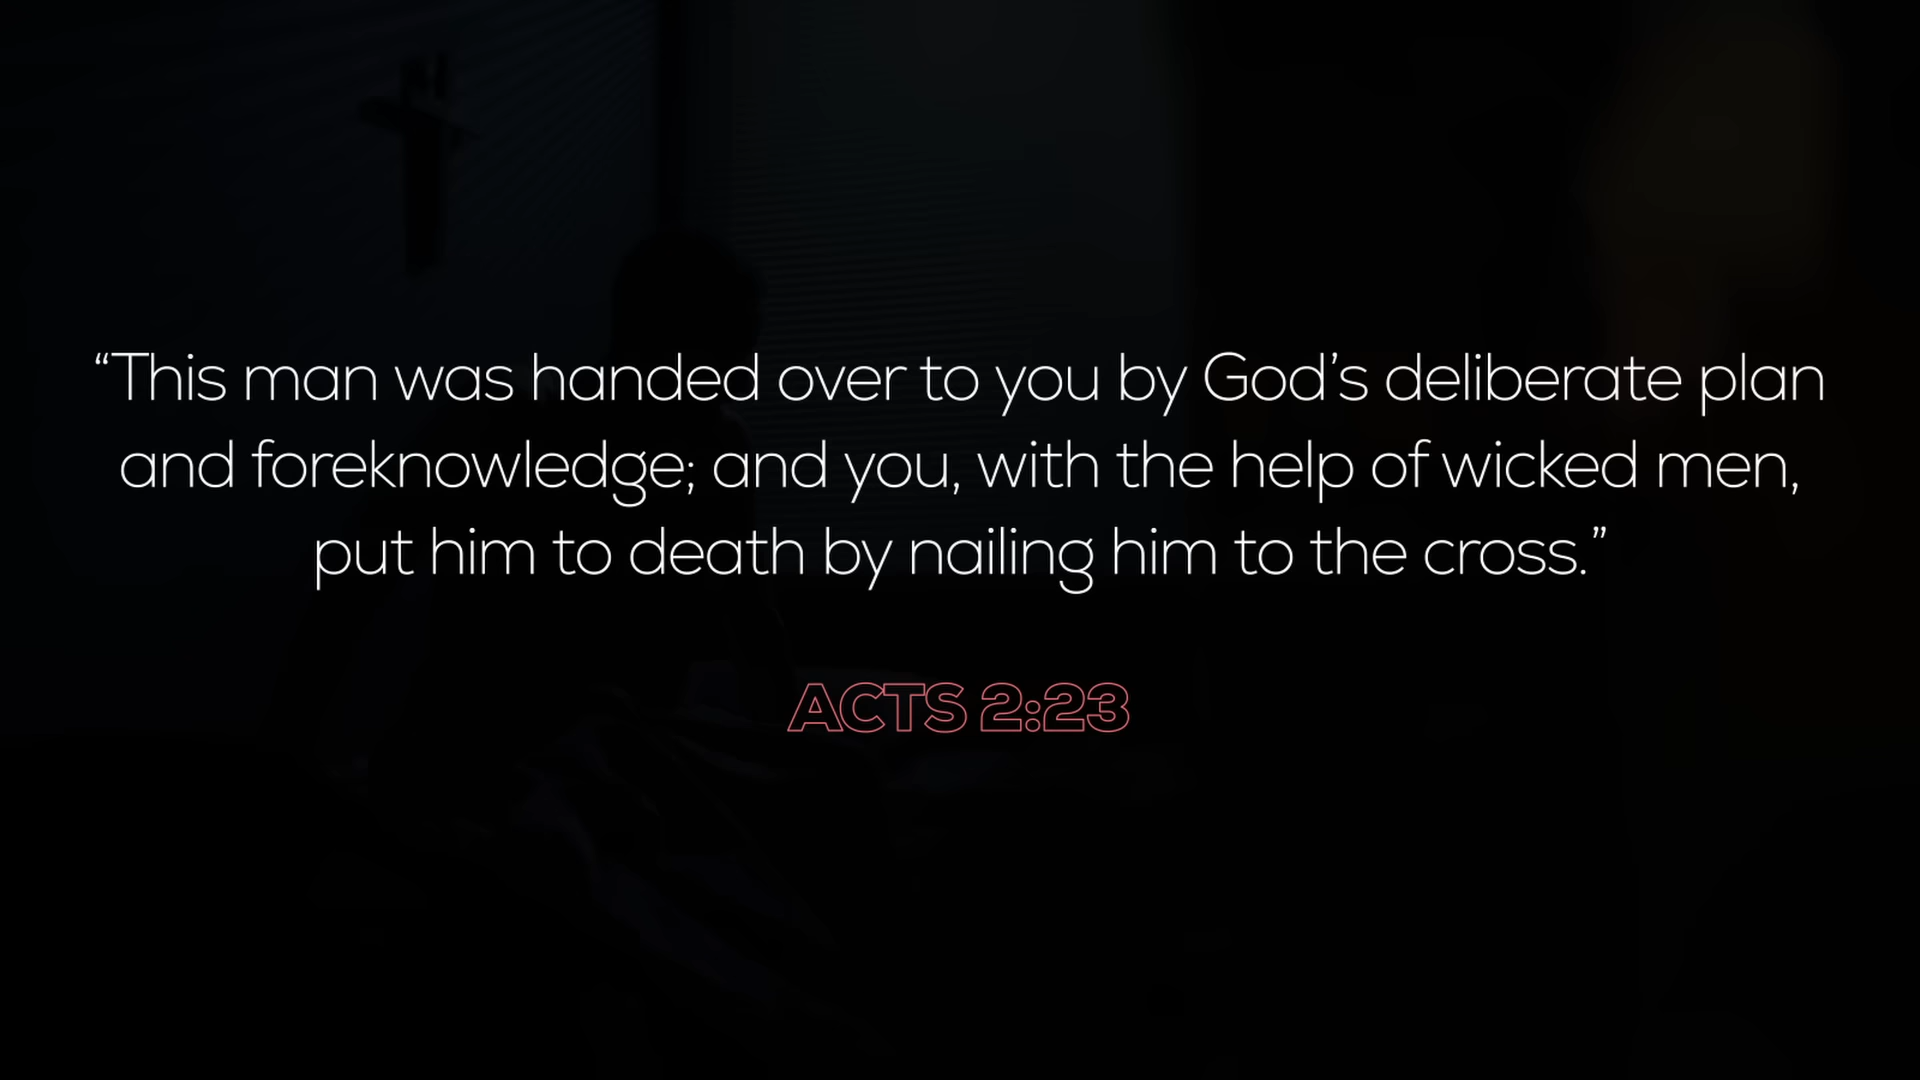 “This man was handed over to you by God’s deliberate plan
and foreknowledge; and you, with the help of wicked men,
put him to death by nailing him to the cross.”
ACTS 2:23